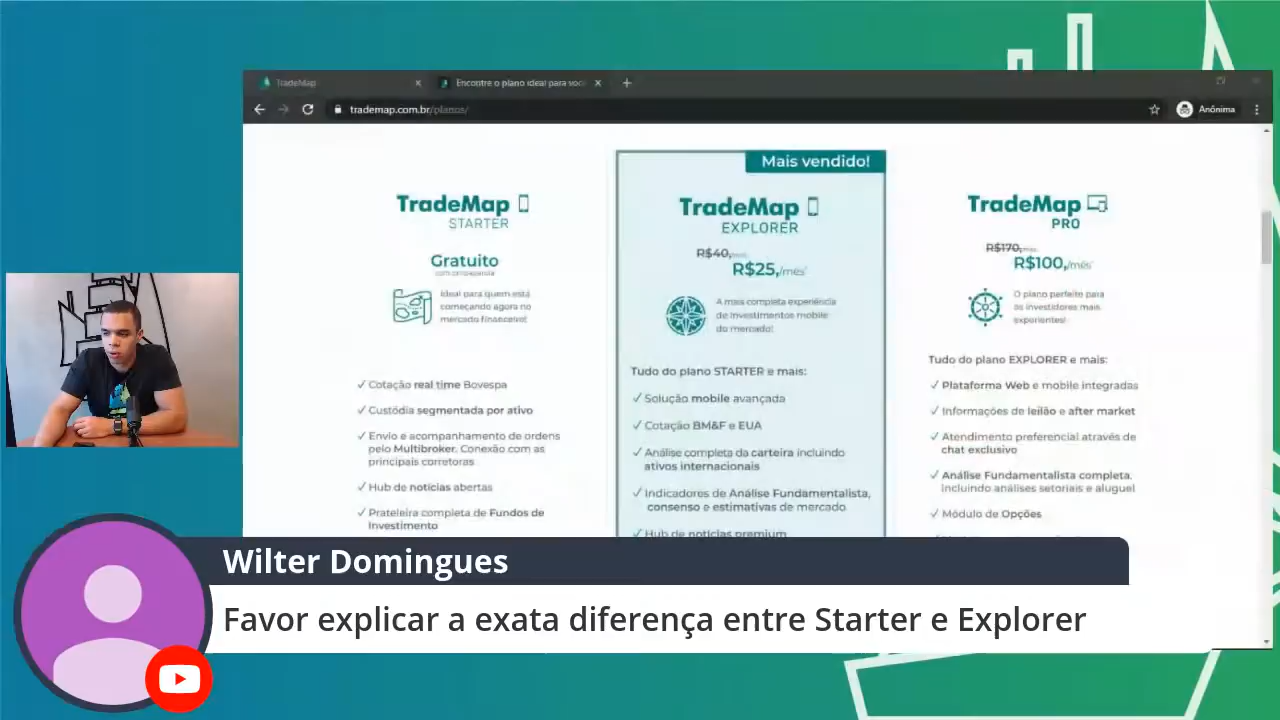 TradeMap
Encontre o plano ideal para você
trademap.com.br/planos/
Anônima
Mais vendido!
TradeMap
STARTER
Gratuito
Ideal para quem está
começando agora no
mercado financeiro!
✓ Cotação real time Bovespa
✓ Custódia segmentada por ativo
✓ Envio e acompanhamento de ordens
pelo Multibroker. Conexão com as
principais corretoras
✓ Hub de notícias abertas
✓ Prateleira completa de Fundos de
Investimento
TradeMap
EXPLORER
R$40,/mês
R$25,/mês*
A mais completa experiência
de investimentos mobile
do mercado!
Tudo do plano STARTER e mais:
✓ Solução mobile avançada
✓ Cotação BM&F e EUA
✓ Análise completa da carteira incluindo
ativos internacionais
✓ Indicadores de Análise Fundamentalista,
consenso e estimativas de mercado
✓ Hub de notícias premium
TradeMap
PRO
R$170,/mês
R$100,/mês*
O plano perfeito para
os investidores mais
experientes!
Tudo do plano EXPLORER e mais:
✓ Plataforma Web e mobile integradas
✓ Informações de leilão e after market
✓ Atendimento preferencial através de
chat exclusivo
✓ Análise Fundamentalista completa,
incluindo análises setoriais e aluguel
✓ Módulo de Opções
Wilter Domingues
Favor explicar a exata diferença entre Starter e Explorer